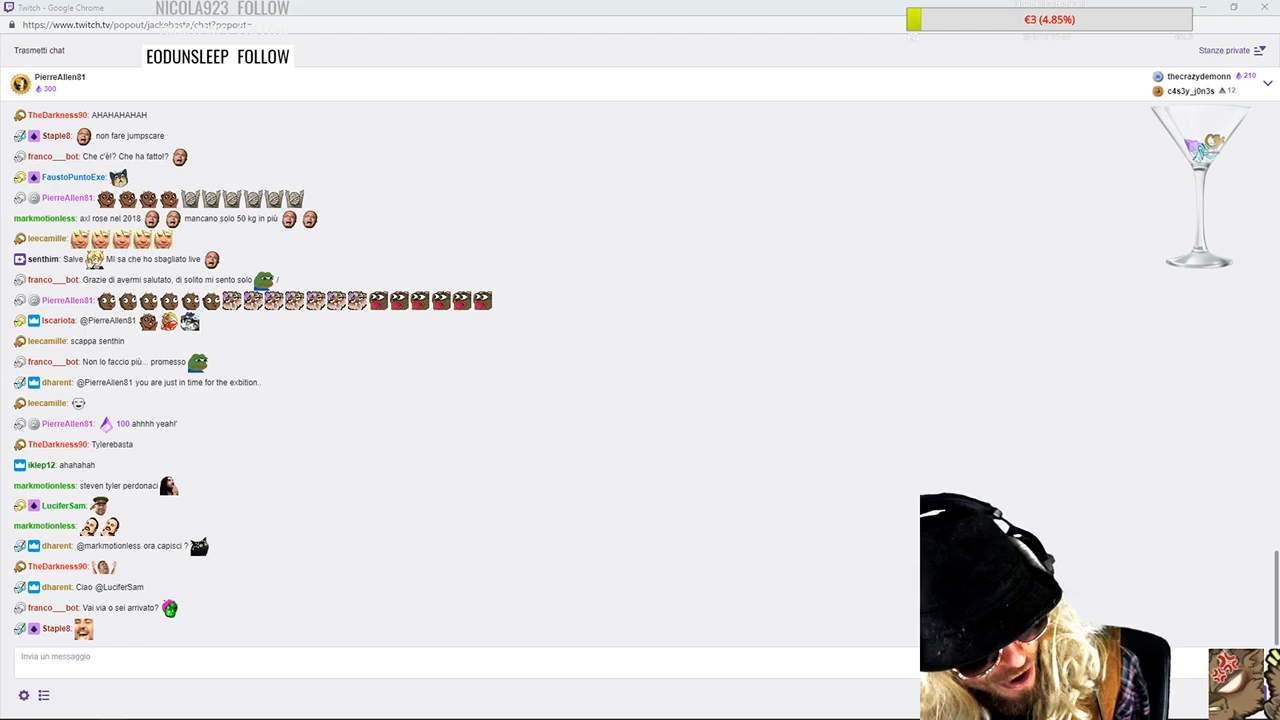 Twitch - Google Chrome
NICOLA923 FOLLOW
https://www.twitch.tv/popout/jackebasta/chat?popout=
€3 (4.85%)
Trasmetti chat
EODUNSLEEP FOLLOW
Stanze private
PierreAllen81
300
thecrazydemonn 210
c4s3y_j0n3s 12
TheDarkness90: AHAHAHAHAH
Staple8: non fare jumpscare
franco___bot: Che c'è!? Che ha fatto!?
FaustoPuntoExe:
PierreAllen81:
markmotionless: axl rose nel 2018 mancano solo 50 kg in più
leecamille:
senthim: Salve MI sa che ho sbagliato live
franco___bot: Grazie di avermi salutato, di solito mi sento solo /
PierreAllen81:
Iscariota: @PierreAllen81
leecamille: scappa senthin
franco___bot: Non lo faccio più... promesso
dharent: @PierreAllen81 you are just in time for the exbition..
leecamille:
PierreAllen81: 100 ahhhh yeah!'
TheDarkness90: Tylerebasta
iklep12: ahahahah
markmotionless: steven tyler perdonaci
LuciferSam:
markmotionless:
dharent: @markmotionless ora capisci ?
TheDarkness90:
dharent: Ciao @LuciferSam
franco___bot: Vai via o sei arrivato?
Staple8:
Invia un messaggio